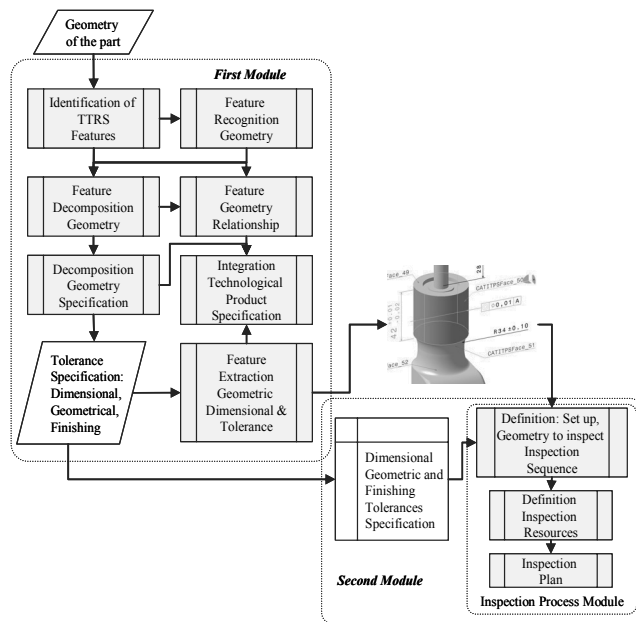 Geometry
of the part
First Module
Identification of
TTRS
Features
Feature
Recognition
Geometry
Feature
Decomposition
Geometry
Feature
Geometry
Relationship
Decomposition
Geometry
Specification
Integration
Technological
Product
Specification
Tolerance
Specification:
Dimensional,
Geometrical,
Finishing
Feature
Extraction
Geometric
Dimensional &
Tolerance
face_49
28
CATITPSFace_50
0,01 A
R34±0,10
CATITPSFace_51
face_52
Dimensional
Geometric and
Finishing
Tolerances
Specification
Second Module
Definition: Set up,
Geometry to inspect
Inspection
Sequence
Definition
Inspection
Resources
Inspection
Plan
Inspection Process Module